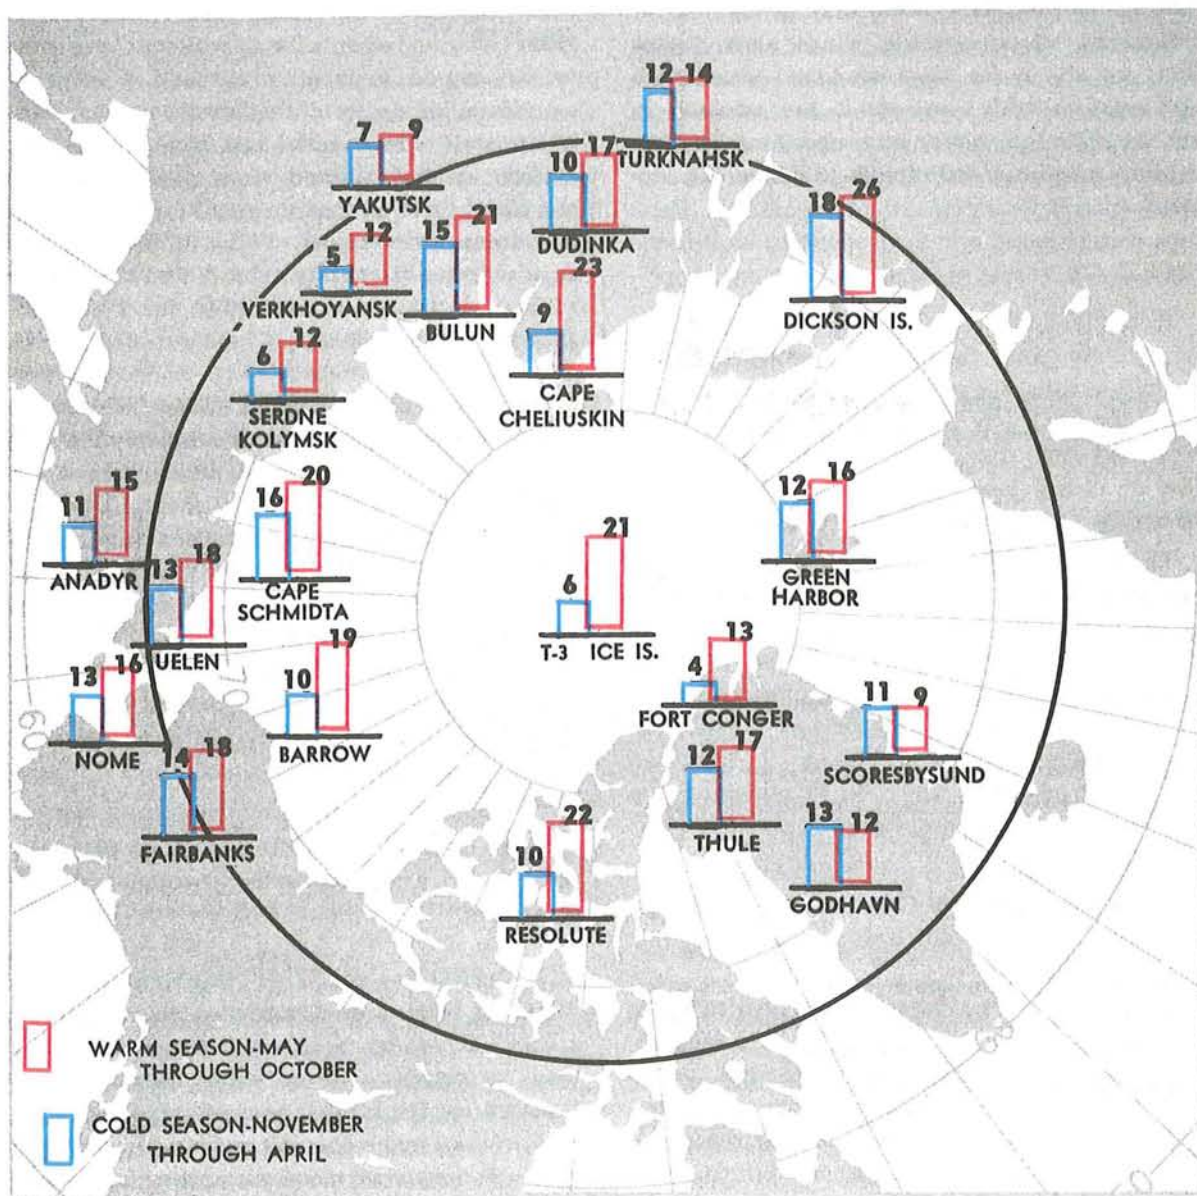 12 14
TURKNAHSK
7 9
YAKUTSK
10 17
DUDINKA
18 26
DICKSON IS.
5 12
VERKHOYANSK
15 21
BULUN
9 23
CAPE
CHELIUSKIN
6 12
SERDNE
KOLYMSK
11 15
ANADYR
16 20
CAPE
SCHMIDTA
12 16
GREEN
HARBOR
13 18
UELEN
6 21
T-3 ICE IS.
13 16
NOME
10 19
BARROW
4 13
FORT CONGER
11 9
SCORESBYSUND
14 18
FAIRBANKS
12 17
THULE
13 12
GODHAVN
10 22
RESOLUTE
70
60
WARM SEASON-MAY
THROUGH OCTOBER
COLD SEASON-NOVEMBER
THROUGH APRIL